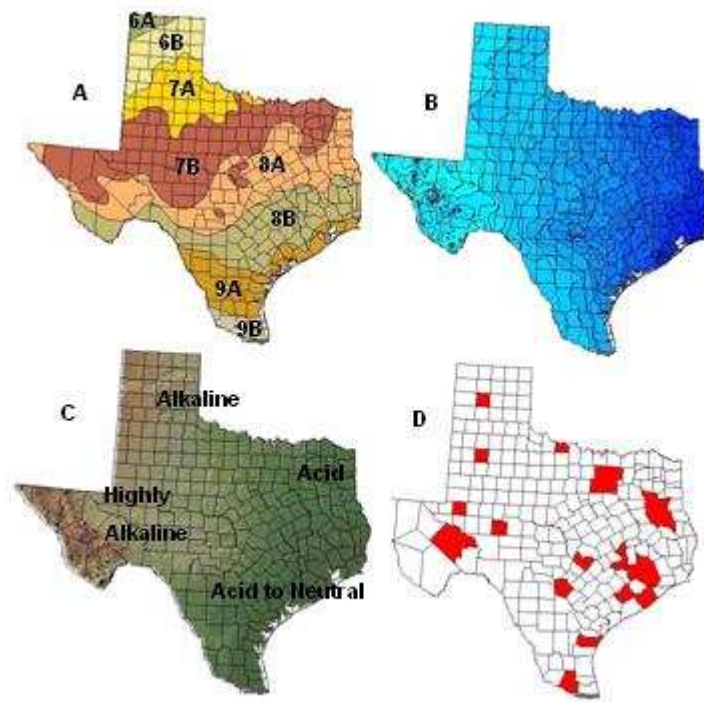 6A
6B
7A
A
7B
8A
8B
9A
9B
B
C
Alkaline
Acid
Highly
Alkaline
Acid to Neutral
D